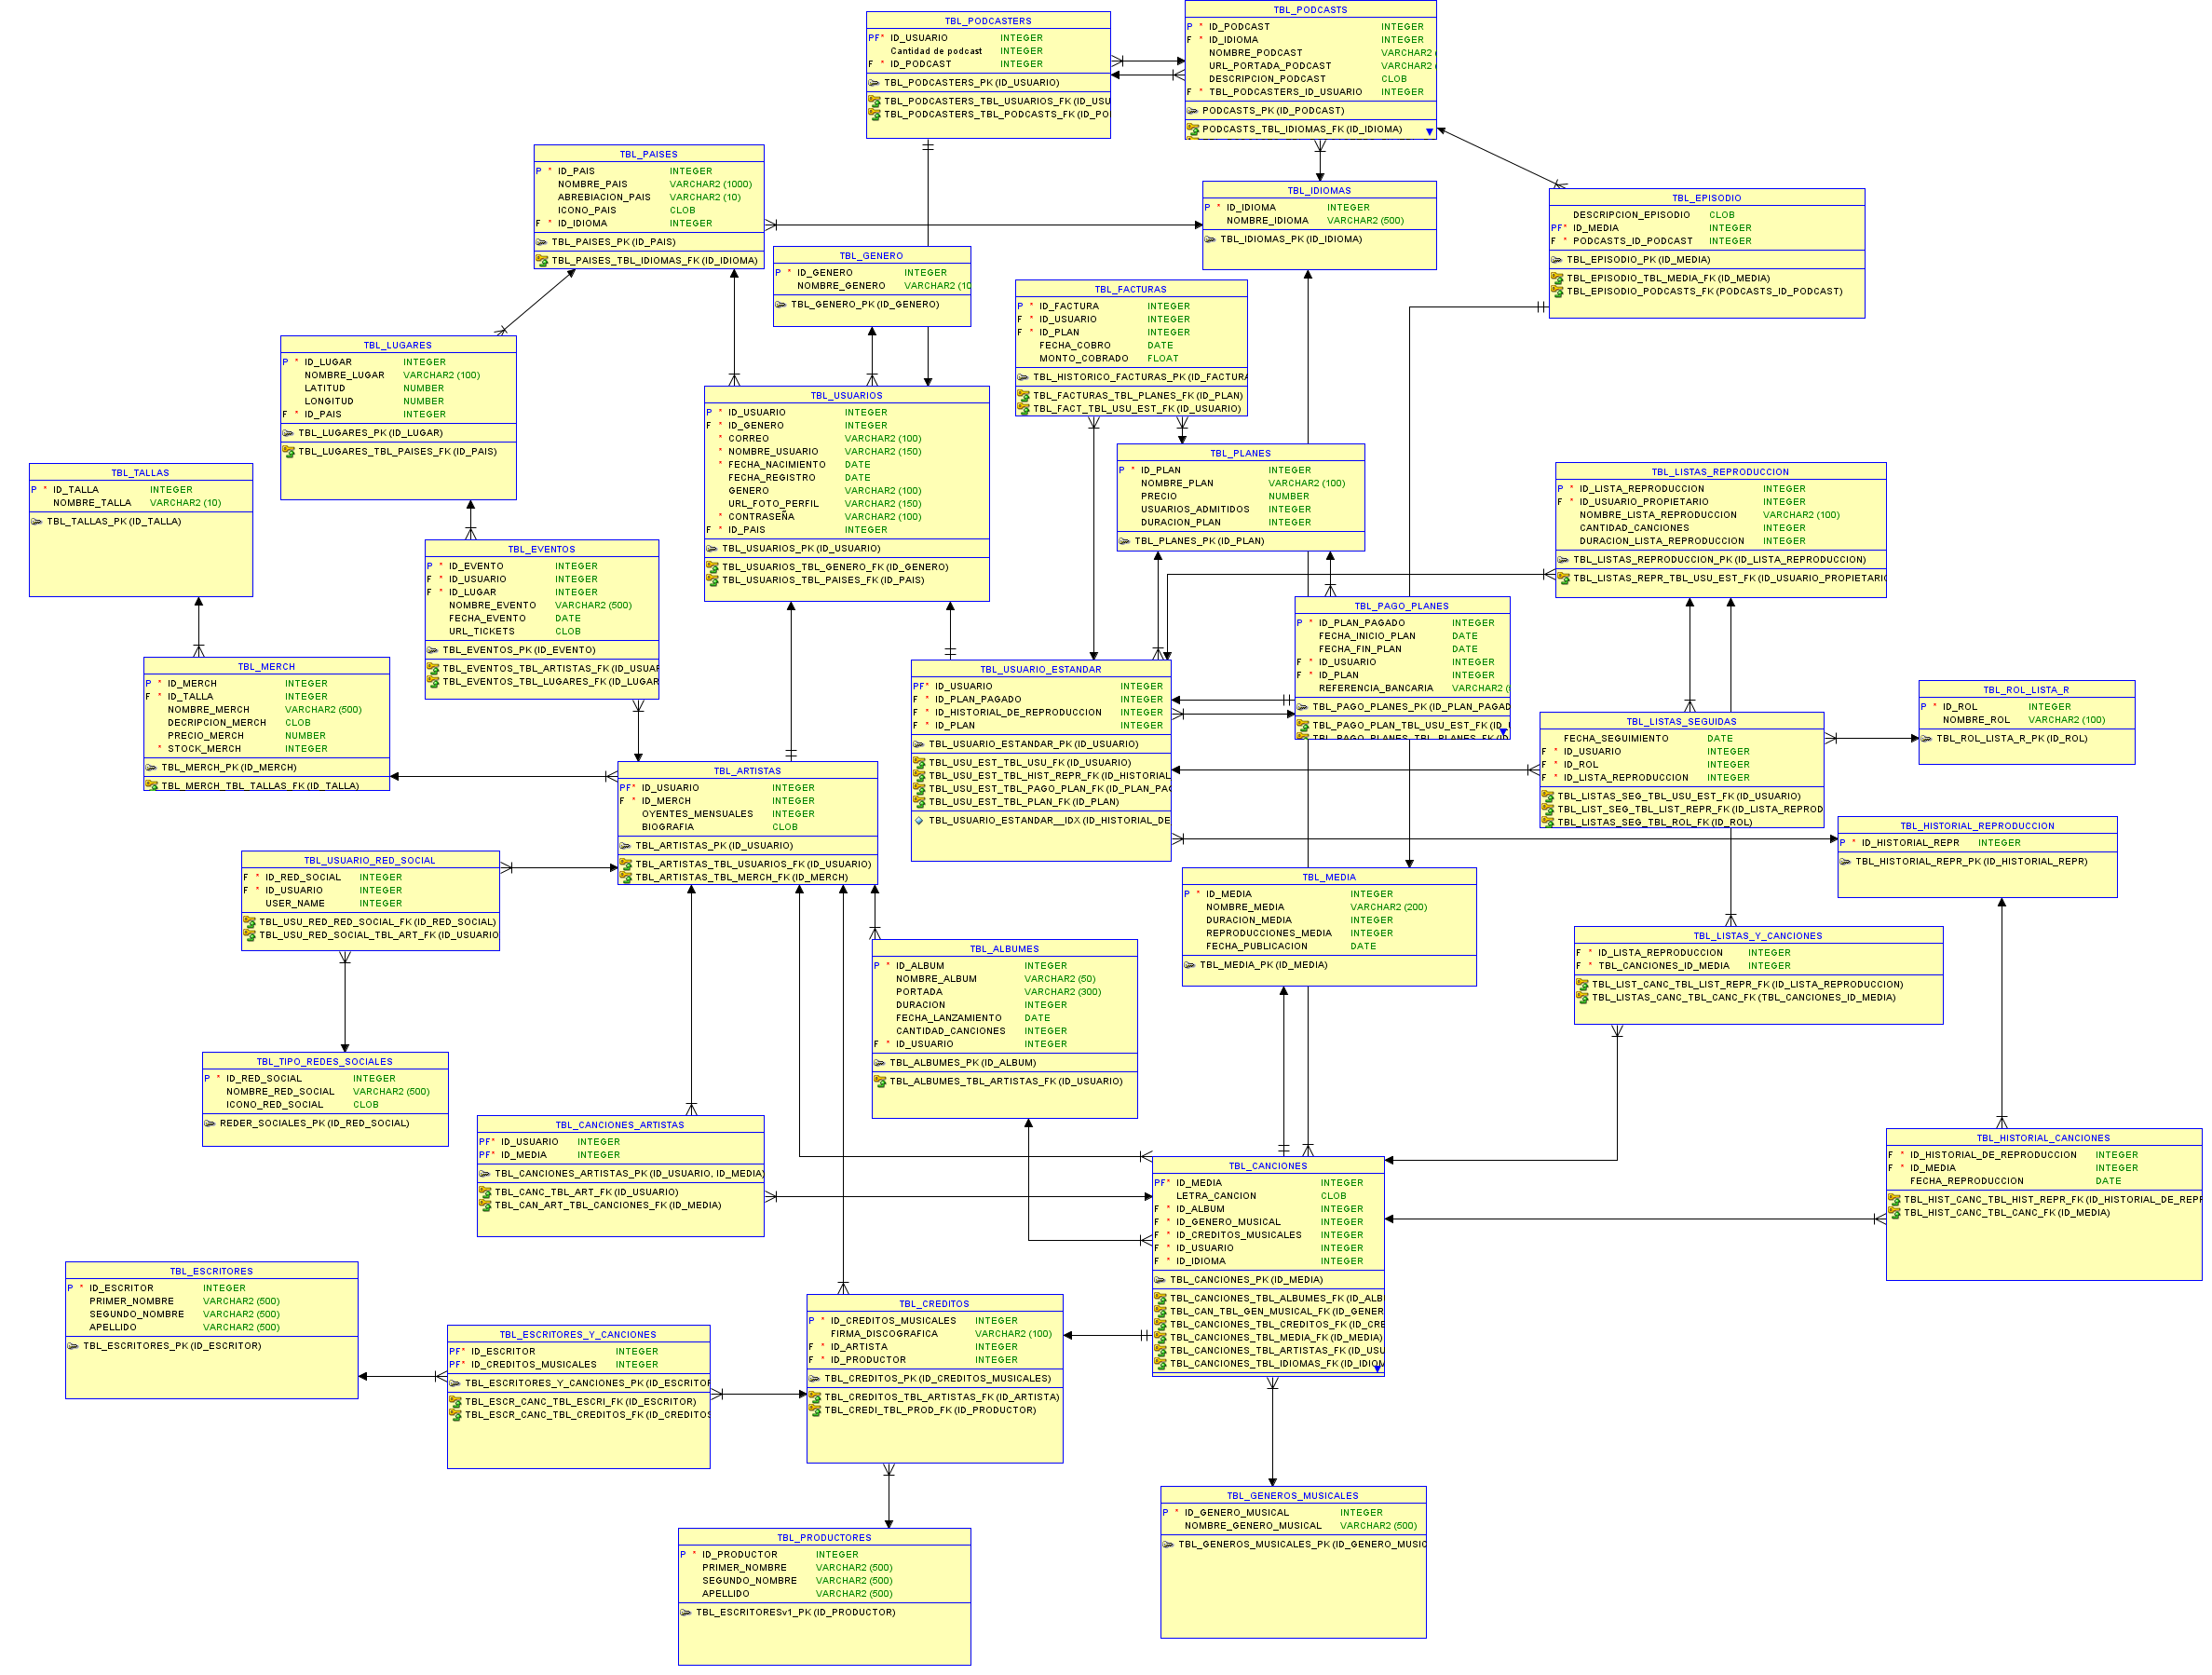 TBL_PODCASTERS
PF* ID_USUARIO INTEGER
Cantidad de podcast INTEGER
F * ID_PODCAST INTEGER
TBL_PODCASTERS_PK (ID_USUARIO)
TBL_PODCASTERS_TBL_USUARIOS_FK (ID_USU
TBL_PODCASTERS_TBL_PODCASTS_FK (ID_PO
TBL_PODCASTS
P * ID_PODCAST INTEGER
F * ID_IDIOMA INTEGER
NOMBRE_PODCAST VARCHAR2 (
URL_PORTADA_PODCAST VARCHAR2 (
DESCRIPCION_PODCAST CLOB
F * TBL_PODCASTERS_ID_USUARIO INTEGER
PODCASTS_PK (ID_PODCAST)
PODCASTS_TBL_IDIOMAS_FK (ID_IDIOMA)
TBL_PAISES
P * ID_PAIS INTEGER
NOMBRE_PAIS VARCHAR2 (1000)
ABREBIACION_PAIS VARCHAR2 (10)
ICONO_PAIS CLOB
F * ID_IDIOMA INTEGER
TBL_PAISES_PK (ID_PAIS)
TBL_PAISES_TBL_IDIOMAS_FK (ID_IDIOMA)
TBL_IDIOMAS
P * ID_IDIOMA INTEGER
NOMBRE_IDIOMA VARCHAR2 (500)
TBL_IDIOMAS_PK (ID_IDIOMA)
TBL_EPISODIO
DESCRIPCION_EPISODIO CLOB
PF* ID_MEDIA INTEGER
F * PODCASTS_ID_PODCAST INTEGER
TBL_EPISODIO_PK (ID_MEDIA)
TBL_EPISODIO_TBL_MEDIA_FK (ID_MEDIA)
TBL_EPISODIO_PODCASTS_FK (PODCASTS_ID_PODCAST)
TBL_GENERO
P * ID_GENERO INTEGER
NOMBRE_GENERO VARCHAR2 (10
TBL_GENERO_PK (ID_GENERO)
TBL_FACTURAS
P * ID_FACTURA INTEGER
F * ID_USUARIO INTEGER
F * ID_PLAN INTEGER
FECHA_COBRO DATE
MONTO_COBRADO FLOAT
TBL_HISTORICO_FACTURAS_PK (ID_FACTURA
TBL_FACTURAS_TBL_PLANES_FK (ID_PLAN)
TBL_FACT_TBL_USU_EST_FK (ID_USUARIO)
TBL_LUGARES
P * ID_LUGAR INTEGER
NOMBRE_LUGAR VARCHAR2 (100)
LATITUD NUMBER
LONGITUD NUMBER
F * ID_PAIS INTEGER
TBL_LUGARES_PK (ID_LUGAR)
TBL_LUGARES_TBL_PAISES_FK (ID_PAIS)
TBL_USUARIOS
P * ID_USUARIO INTEGER
F * ID_GENERO INTEGER
* CORREO VARCHAR2 (100)
* NOMBRE_USUARIO VARCHAR2 (150)
* FECHA_NACIMIENTO DATE
FECHA_REGISTRO DATE
GENERO VARCHAR2 (100)
URL_FOTO_PERFIL VARCHAR2 (150)
* CONTRASEÑA VARCHAR2 (100)
F * ID_PAIS INTEGER
TBL_USUARIOS_PK (ID_USUARIO)
TBL_USUARIOS_TBL_GENERO_FK (ID_GENERO)
TBL_USUARIOS_TBL_PAISES_FK (ID_PAIS)
TBL_PLANES
P * ID_PLAN INTEGER
NOMBRE_PLAN VARCHAR2 (100)
PRECIO NUMBER
USUARIOS_ADMITIDOS INTEGER
DURACION_PLAN INTEGER
TBL_PLANES_PK (ID_PLAN)
TBL_TALLAS
P * ID_TALLA INTEGER
NOMBRE_TALLA VARCHAR2 (10)
TBL_TALLAS_PK (ID_TALLA)
TBL_LISTAS_REPRODUCCION
P * ID_LISTA_REPRODUCCION INTEGER
F * ID_USUARIO_PROPIETARIO INTEGER
NOMBRE_LISTA_REPRODUCCION VARCHAR2 (100)
CANTIDAD_CANCIONES INTEGER
DURACION_LISTA_REPRODUCCION INTEGER
TBL_LISTAS_REPRODUCCION_PK (ID_LISTA_REPRODUCCION)
TBL_LISTAS_REPR_TBL_USU_EST_FK (ID_USUARIO_PROPIETARIO
TBL_EVENTOS
P * ID_EVENTO INTEGER
F * ID_USUARIO INTEGER
F * ID_LUGAR INTEGER
NOMBRE_EVENTO VARCHAR2 (500)
FECHA_EVENTO DATE
URL_TICKETS CLOB
TBL_EVENTOS_PK (ID_EVENTO)
TBL_EVENTOS_TBL_ARTISTAS_FK (ID_USUAR
TBL_EVENTOS_TBL_LUGARES_FK (ID_LUGAR
TBL_PAGO_PLANES
P * ID_PLAN_PAGADO INTEGER
FECHA_INICIO_PLAN DATE
FECHA_FIN_PLAN DATE
F * ID_USUARIO INTEGER
F * ID_PLAN INTEGER
REFERENCIA_BANCARIA VARCHAR2 (
TBL_PAGO_PLANES_PK (ID_PLAN_PAGAD
TBL_PAGO_PLAN_TBL_USU_EST_FK (ID_
TBL_PAGO_PLANES_TBL_PLANES_FK (ID
TBL_MERCH
P * ID_MERCH INTEGER
F * ID_TALLA INTEGER
NOMBRE_MERCH VARCHAR2 (500)
DECRIPCION_MERCH CLOB
PRECIO_MERCH NUMBER
* STOCK_MERCH INTEGER
TBL_MERCH_PK (ID_MERCH)
TBL_MERCH_TBL_TALLAS_FK (ID_TALLA)
TBL_USUARIO_ESTANDAR
PF* ID_USUARIO INTEGER
F * ID_PLAN_PAGADO INTEGER
F * ID_HISTORIAL_DE_REPRODUCCION INTEGER
F * ID_PLAN INTEGER
TBL_USUARIO_ESTANDAR_PK (ID_USUARIO)
TBL_USU_EST_TBL_USU_FK (ID_USUARIO)
TBL_USU_EST_TBL_HIST_REPR_FK (ID_HISTORIAL
TBL_USU_EST_TBL_PAGO_PLAN_FK (ID_PLAN_PAG
TBL_USU_EST_TBL_PLAN_FK (ID_PLAN)
TBL_USUARIO_ESTANDAR__IDX (ID_HISTORIAL_DE
TBL_ROL_LISTA_R
P * ID_ROL INTEGER
NOMBRE_ROL VARCHAR2 (100)
TBL_ROL_LISTA_R_PK (ID_ROL)
TBL_LISTAS_SEGUIDAS
FECHA_SEGUIMIENTO DATE
F * ID_USUARIO INTEGER
F * ID_ROL INTEGER
F * ID_LISTA_REPRODUCCION INTEGER
TBL_LISTAS_SEG_TBL_USU_EST_FK (ID_USUARIO)
TBL_LIST_SEG_TBL_LIST_REPR_FK (ID_LISTA_REPROD
TBL_LISTAS_SEG_TBL_ROL_FK (ID_ROL)
TBL_ARTISTAS
PF* ID_USUARIO INTEGER
F * ID_MERCH INTEGER
OYENTES_MENSUALES INTEGER
BIOGRAFIA CLOB
TBL_ARTISTAS_PK (ID_USUARIO)
TBL_ARTISTAS_TBL_USUARIOS_FK (ID_USUARIO)
TBL_ARTISTAS_TBL_MERCH_FK (ID_MERCH)
TBL_HISTORIAL_REPRODUCCION
P * ID_HISTORIAL_REPR INTEGER
TBL_HISTORIAL_REPR_PK (ID_HISTORIAL_REPR)
TBL_USUARIO_RED_SOCIAL
F * ID_RED_SOCIAL INTEGER
F * ID_USUARIO INTEGER
USER_NAME INTEGER
TBL_USU_RED_RED_SOCIAL_FK (ID_RED_SOCIAL)
TBL_USU_RED_SOCIAL_TBL_ART_FK (ID_USUARIO
TBL_MEDIA
P * ID_MEDIA INTEGER
NOMBRE_MEDIA VARCHAR2 (200)
DURACION_MEDIA INTEGER
REPRODUCCIONES_MEDIA INTEGER
FECHA_PUBLICACION DATE
TBL_MEDIA_PK (ID_MEDIA)
TBL_LISTAS_Y_CANCIONES
F * ID_LISTA_REPRODUCCION INTEGER
F * TBL_CANCIONES_ID_MEDIA INTEGER
TBL_LIST_CANC_TBL_LIST_REPR_FK (ID_LISTA_REPRODUCCION)
TBL_LISTAS_CANC_TBL_CANC_FK (TBL_CANCIONES_ID_MEDIA)
TBL_ALBUMES
P * ID_ALBUM INTEGER
NOMBRE_ALBUM VARCHAR2 (50)
PORTADA VARCHAR2 (300)
DURACION INTEGER
FECHA_LANZAMIENTO DATE
CANTIDAD_CANCIONES INTEGER
F * ID_USUARIO INTEGER
TBL_ALBUMES_PK (ID_ALBUM)
TBL_ALBUMES_TBL_ARTISTAS_FK (ID_USUARIO)
TBL_TIPO_REDES_SOCIALES
P * ID_RED_SOCIAL INTEGER
NOMBRE_RED_SOCIAL VARCHAR2 (500)
ICONO_RED_SOCIAL CLOB
REDER_SOCIALES_PK (ID_RED_SOCIAL)
TBL_CANCIONES_ARTISTAS
PF* ID_USUARIO INTEGER
PF* ID_MEDIA INTEGER
TBL_CANCIONES_ARTISTAS_PK (ID_USUARIO, ID_MEDIA)
TBL_CANC_TBL_ART_FK (ID_USUARIO)
TBL_CAN_ART_TBL_CANCIONES_FK (ID_MEDIA)
TBL_CANCIONES
PF* ID_MEDIA INTEGER
LETRA_CANCION CLOB
F * ID_ALBUM INTEGER
F * ID_GENERO_MUSICAL INTEGER
F * ID_CREDITOS_MUSICALES INTEGER
F * ID_USUARIO INTEGER
F * ID_IDIOMA INTEGER
TBL_CANCIONES_PK (ID_MEDIA)
TBL_CANCIONES_TBL_ALBUMES_FK (ID_ALB
TBL_CAN_TBL_GEN_MUSICAL_FK (ID_GENER
TBL_CANCIONES_TBL_CREDITOS_FK (ID_CRE
TBL_CANCIONES_TBL_MEDIA_FK (ID_MEDIA)
TBL_CANCIONES_TBL_ARTISTAS_FK (ID_USU
TBL_CANCIONES_TBL_IDIOMAS_FK (ID_IDIOM
TBL_HISTORIAL_CANCIONES
F * ID_HISTORIAL_DE_REPRODUCCION INTEGER
F * ID_MEDIA INTEGER
FECHA_REPRODUCCION DATE
TBL_HIST_CANC_TBL_HIST_REPR_FK (ID_HISTORIAL_DE_REPR
TBL_HIST_CANC_TBL_CANC_FK (ID_MEDIA)
TBL_ESCRITORES
P * ID_ESCRITOR INTEGER
PRIMER_NOMBRE VARCHAR2 (500)
SEGUNDO_NOMBRE VARCHAR2 (500)
APELLIDO VARCHAR2 (500)
TBL_ESCRITORES_PK (ID_ESCRITOR)
TBL_ESCRITORES_Y_CANCIONES
PF* ID_ESCRITOR INTEGER
PF* ID_CREDITOS_MUSICALES INTEGER
TBL_ESCRITORES_Y_CANCIONES_PK (ID_ESCRITOR
TBL_ESCR_CANC_TBL_ESCRI_FK (ID_ESCRITOR)
TBL_ESCR_CANC_TBL_CREDITOS_FK (ID_CREDITOS
TBL_CREDITOS
P * ID_CREDITOS_MUSICALES INTEGER
FIRMA_DISCOGRAFICA VARCHAR2 (100)
F * ID_ARTISTA INTEGER
F * ID_PRODUCTOR INTEGER
TBL_CREDITOS_PK (ID_CREDITOS_MUSICALES)
TBL_CREDITOS_TBL_ARTISTAS_FK (ID_ARTISTA)
TBL_CREDI_TBL_PROD_FK (ID_PRODUCTOR)
TBL_GENEROS_MUSICALES
P * ID_GENERO_MUSICAL INTEGER
NOMBRE_GENERO_MUSICAL VARCHAR2 (500)
TBL_GENEROS_MUSICALES_PK (ID_GENERO_MUSIC
TBL_PRODUCTORES
P * ID_PRODUCTOR INTEGER
PRIMER_NOMBRE VARCHAR2 (500)
SEGUNDO_NOMBRE VARCHAR2 (500)
APELLIDO VARCHAR2 (500)
TBL_ESCRITORESv1_PK (ID_PRODUCTOR)